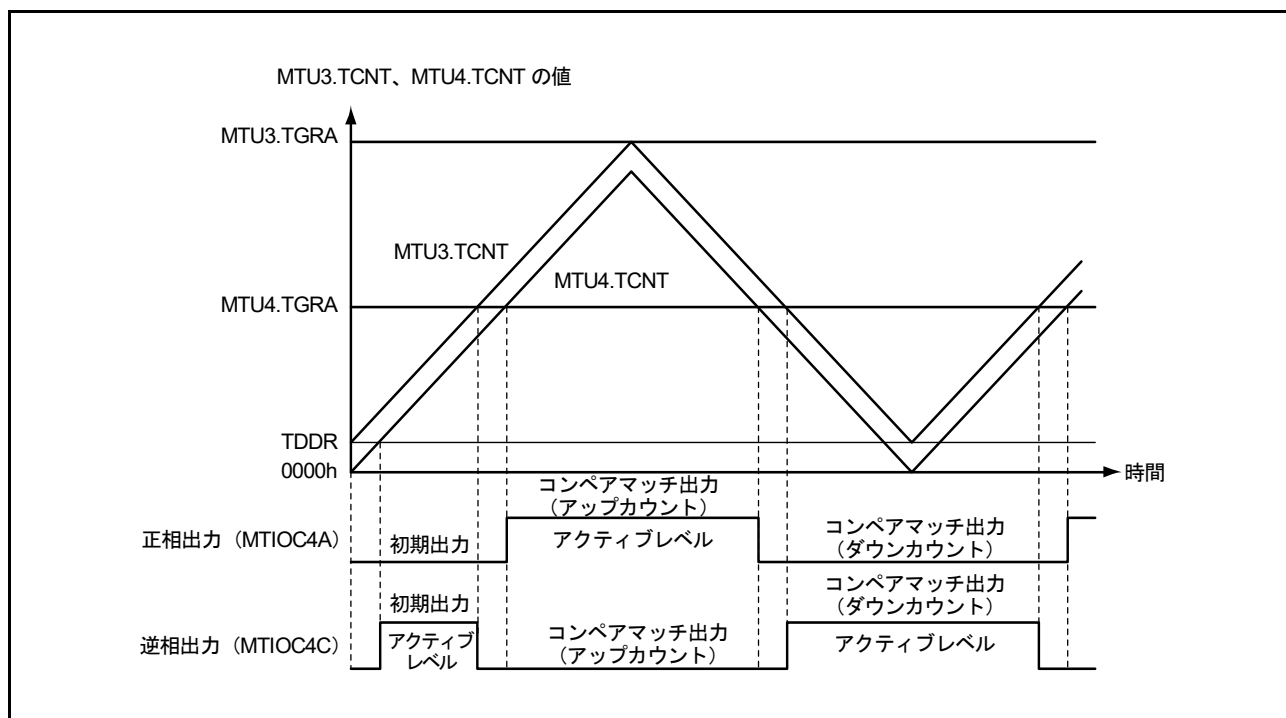 MTU3.TCNT、MTU4.TCNT の値
MTU3.TGRA
MTU3.TCNT
MTU4.TCNT
MTU4.TGRA
TDDR
0000h
時間
コンペアマッチ出力
(アップカウント)
正相出力(MTIOC4A)
初期出力
アクティブレベル
コンペアマッチ出力
(ダウンカウント)
初期出力
コンペアマッチ出力
(ダウンカウント)
逆相出力(MTIOC4C)
アクティブ
レベル
コンペアマッチ出力
(アップカウント)
アクティブレベル